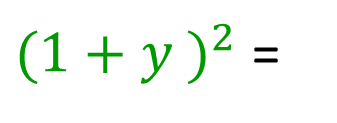 (1 + y )² =